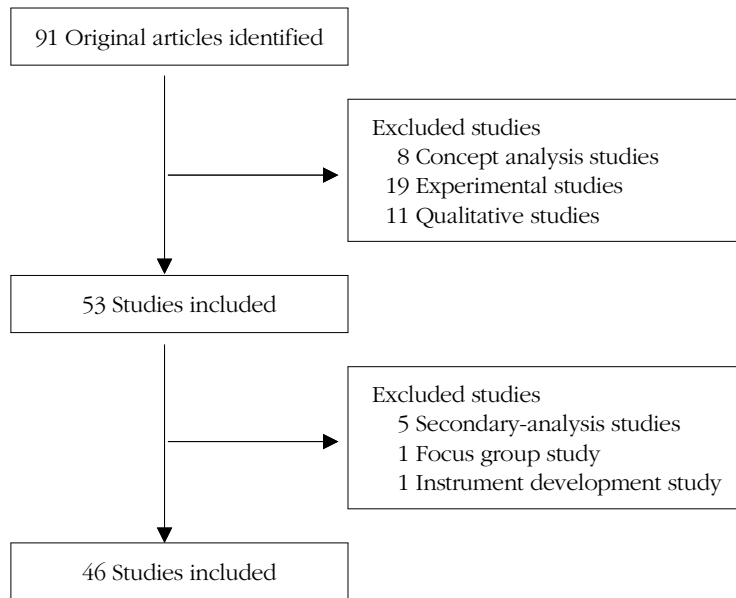 91 Original articles identified
Excluded studies
8 Concept analysis studies
19 Experimental studies
11 Qualitative studies
53 Studies included
Excluded studies
5 Secondary-analysis studies
1 Focus group study
1 Instrument development study
46 Studies included